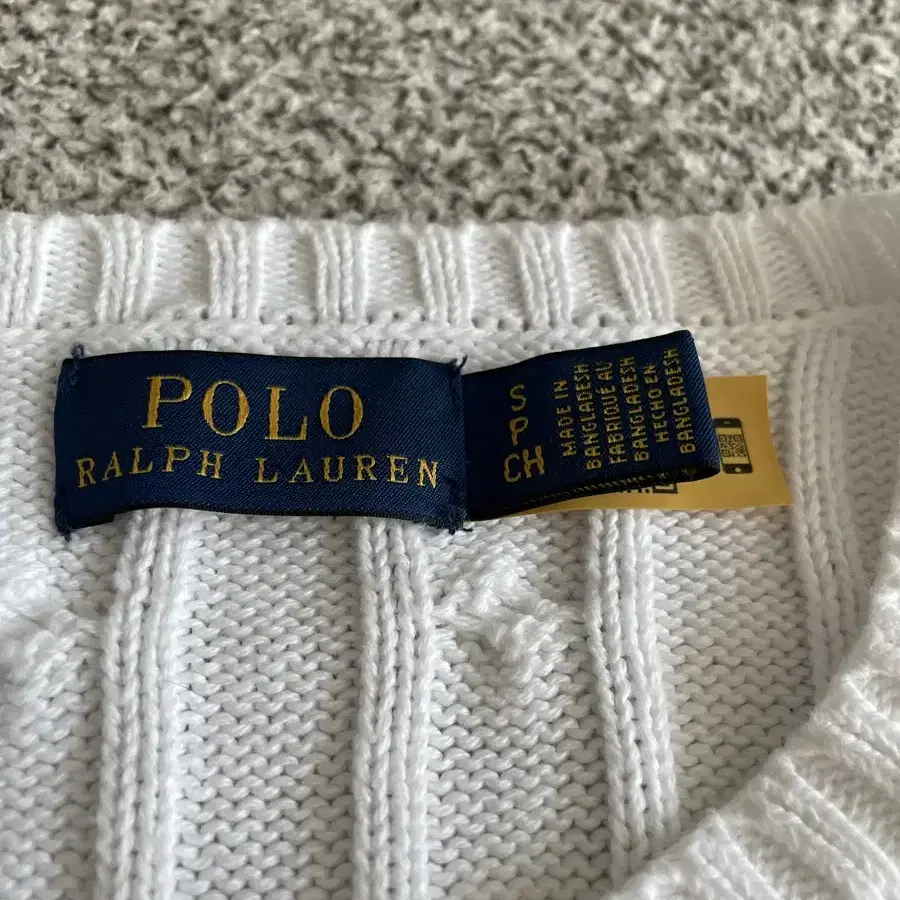 POLO
RALPH LAUREN
S
P
CH
MADE IN
BANGLADESH
FABRIQUE AU
BANGLADESH
HECHO EN
BANGLADESH